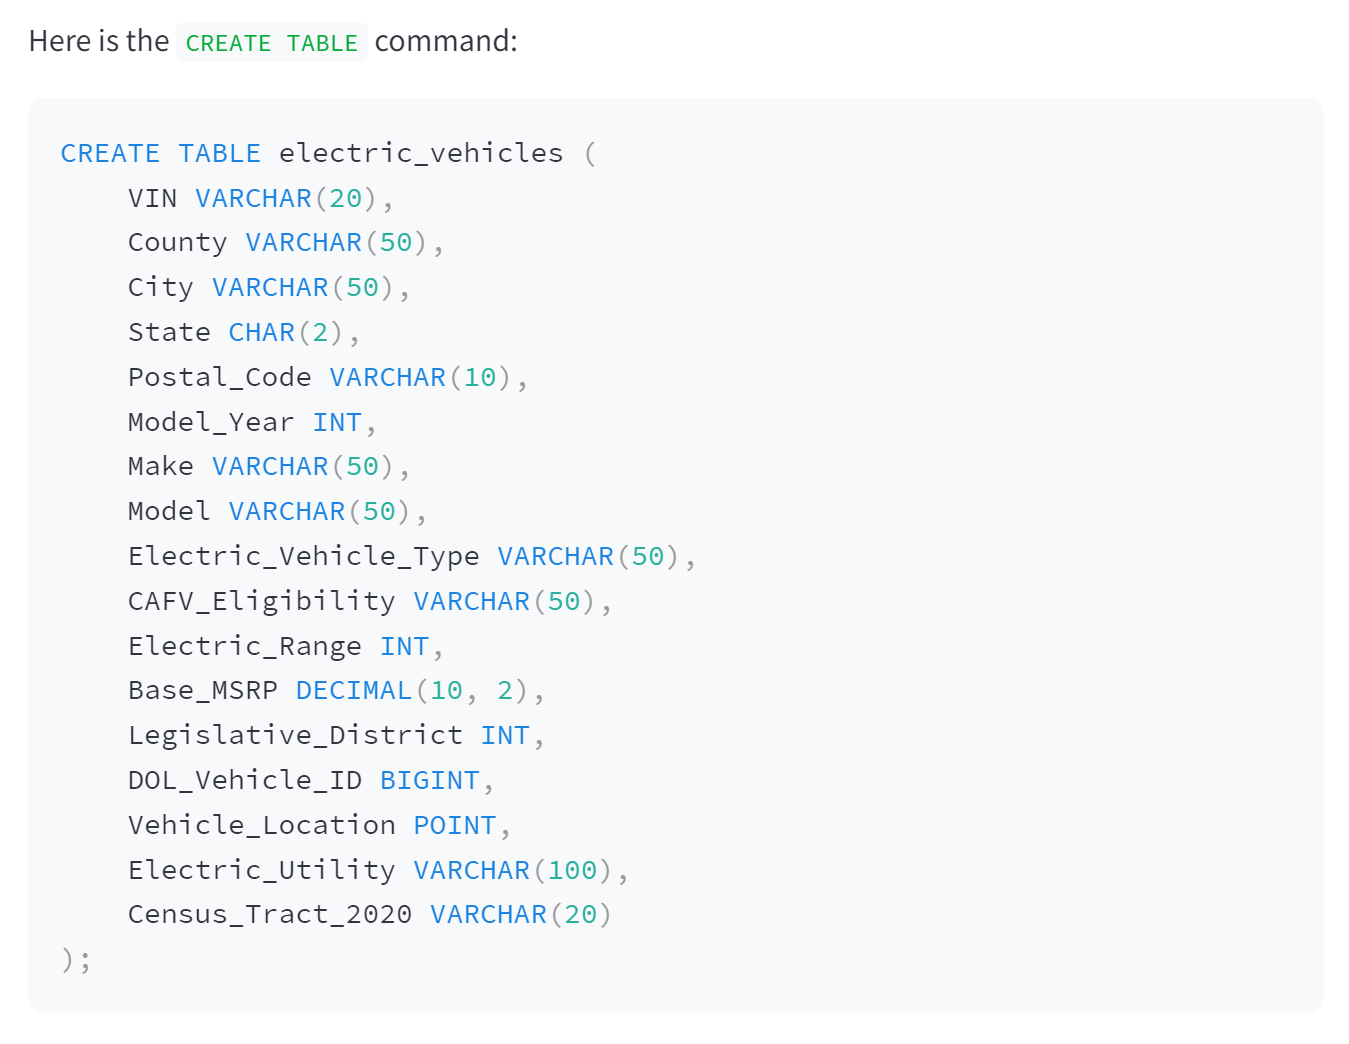 Here is the CREATE TABLE command:
CREATE TABLE electric_vehicles (
    VIN VARCHAR(20),
    County VARCHAR(50),
    City VARCHAR(50),
    State CHAR(2),
    Postal_Code VARCHAR(10),
    Model_Year INT,
    Make VARCHAR(50),
    Model VARCHAR(50),
    Electric_Vehicle_Type VARCHAR(50),
    CAFV_Eligibility VARCHAR(50),
    Electric_Range INT,
    Base_MSRP DECIMAL(10, 2),
    Legislative_District INT,
    DOL_Vehicle_ID BIGINT,
    Vehicle_Location POINT,
    Electric_Utility VARCHAR(100),
    Census_Tract_2020 VARCHAR(20)
);